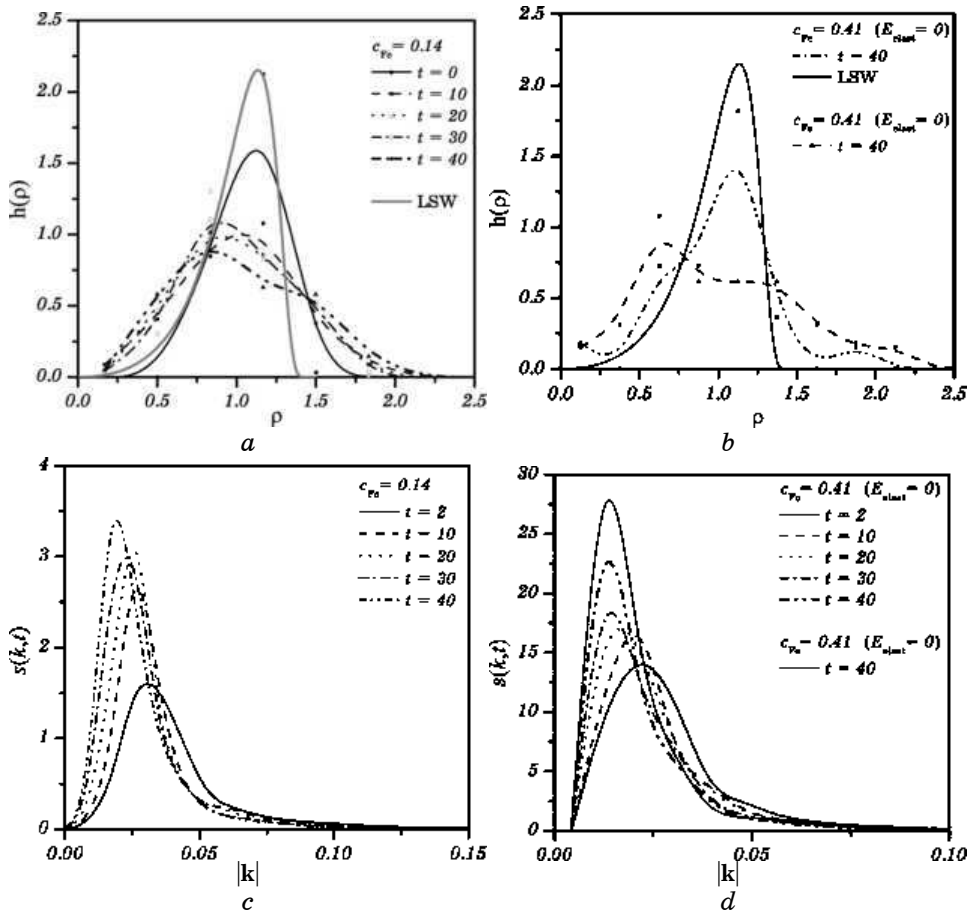 h(ρ)
2.5
2.0
1.5
1.0
0.5
0.0
c_Fe = 0.14
t = 0
t = 10
t = 20
t = 30
t = 40
LSW
0.0 0.5 1.0 1.5 2.0 2.5
ρ
a
h(ρ)
2.5
2.0
1.5
1.0
0.5
0.0
c_Fe = 0.41 (E_elast = 0)
t = 40
LSW
c_Fe = 0.41 (E_elast = 0)
t = 40
0.0 0.5 1.0 1.5 2.0 2.5
ρ
b
s(k,t)
4
3
2
1
0
c_Fe = 0.14
t = 2
t = 10
t = 20
t = 30
t = 40
0.00 0.05 0.10 0.15
|k|
c
s(k,t)
30
25
20
15
10
5
0
c_Fe = 0.41 (E_elast = 0)
t = 2
t = 10
t = 20
t = 30
t = 40
c_Fe = 0.41 (E_elast = 0)
t = 40
0.00 0.05 0.10
|k|
d